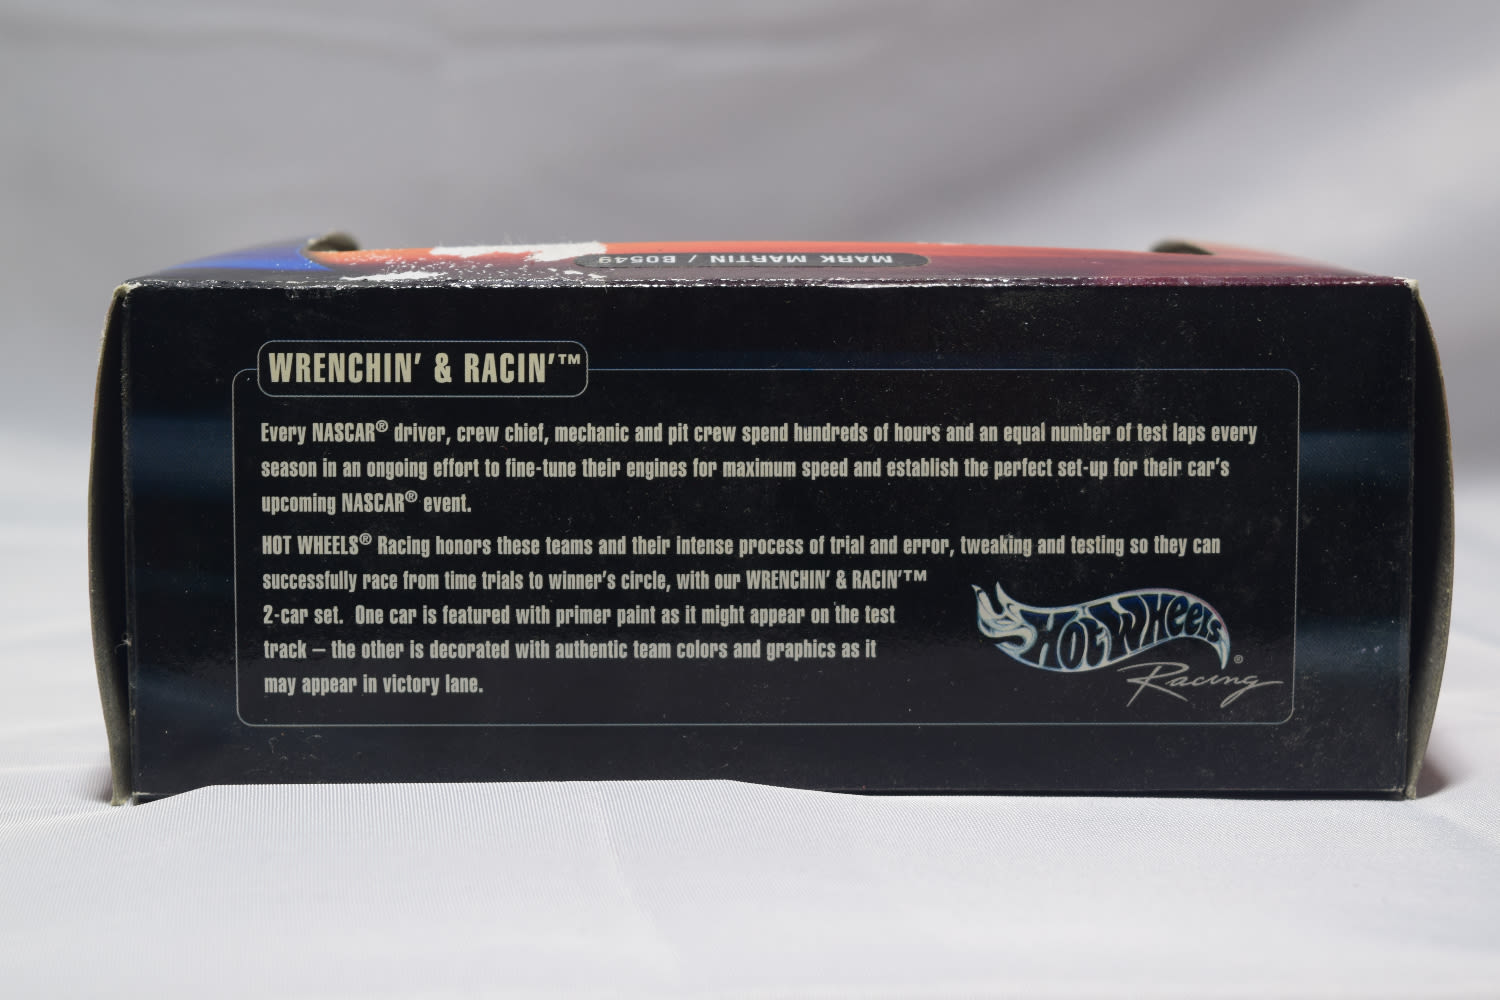 MARK MARTIN / B0549
WRENCHIN' & RACIN'™
Every NASCAR® driver, crew chief, mechanic and pit crew spend hundreds of hours and an equal number of test laps every
season in an ongoing effort to fine-tune their engines for maximum speed and establish the perfect set-up for their car's
upcoming NASCAR® event.
HOT WHEELS® Racing honors these teams and their intense process of trial and error, tweaking and testing so they can
successfully race from time trials to winner's circle, with our WRENCHIN' & RACIN'™
2-car set. One car is featured with primer paint as it might appear on the test
track – the other is decorated with authentic team colors and graphics as it
may appear in victory lane.
HOT WHEELS
Racing®